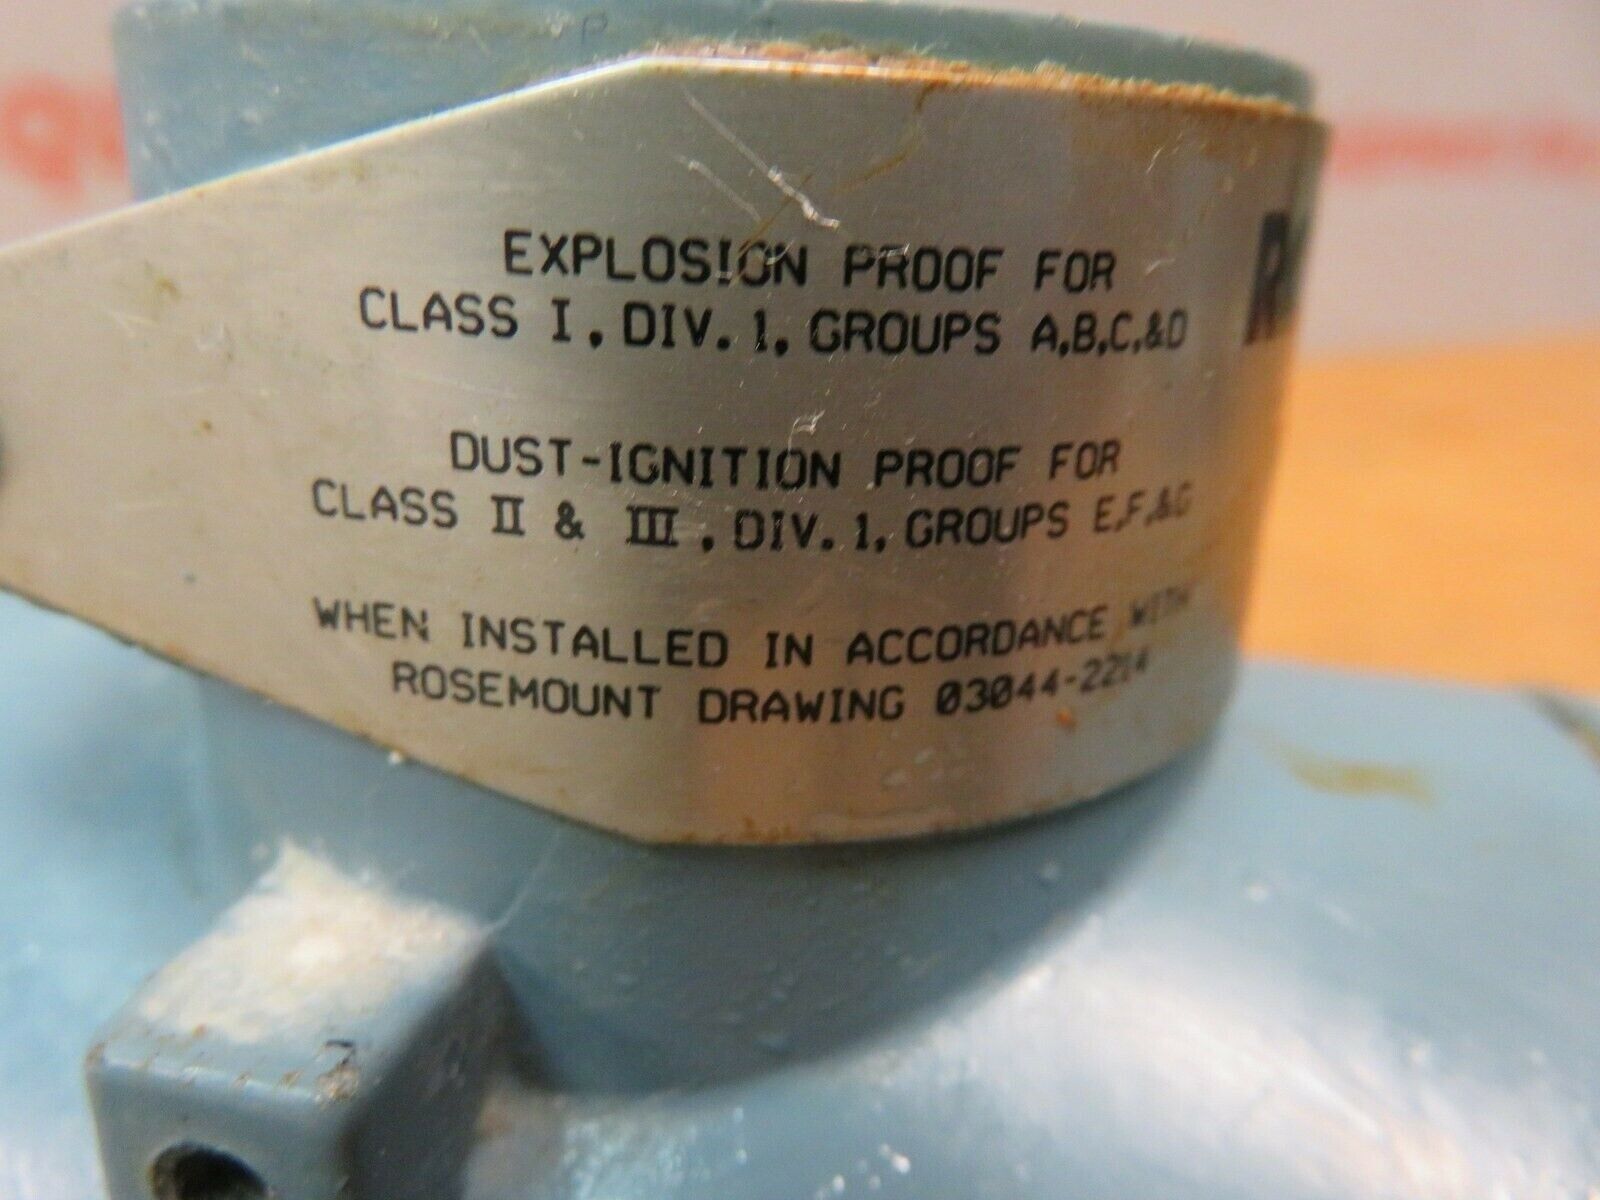 EXPLOSION PROOF FOR
CLASS I, DIV. 1, GROUPS A,B,C,&D
DUST-IGNITION PROOF FOR
CLASS II & III, DIV. 1, GROUPS E,F,&G
WHEN INSTALLED IN ACCORDANCE WITH
ROSEMOUNT DRAWING 03044-2214